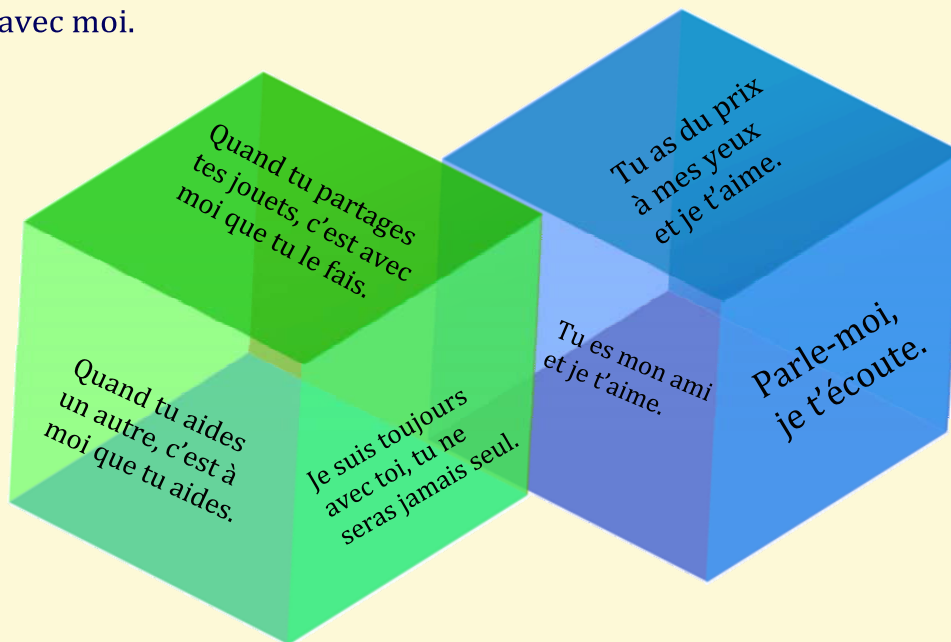 avec moi.
Quand tu partages
tes jouets, c'est avec
moi que tu le fais.
Quand tu aides
un autre, c'est à
moi que tu aides.
Je suis toujours
avec toi, tu ne
seras jamais seul.
Tu as du prix
à mes yeux
et je t'aime.
Tu es mon ami
et je t'aime.
Parle-moi,
je t'écoute.